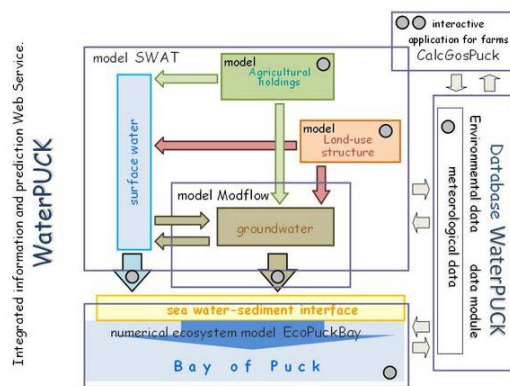 Integrated information and prediction Web Service.
WaterPUCK
model SWAT
surface water
model
Agricultural
holdings
model
Land-use
structure
model Modflow
groundwater
sea water-sediment interface
numerical ecosystem model EcoPuckBay
Bay of Puck
interactive
application for farms
CalcGosPuck
Database WaterPUCK
Environmental data
data module
meteorological data